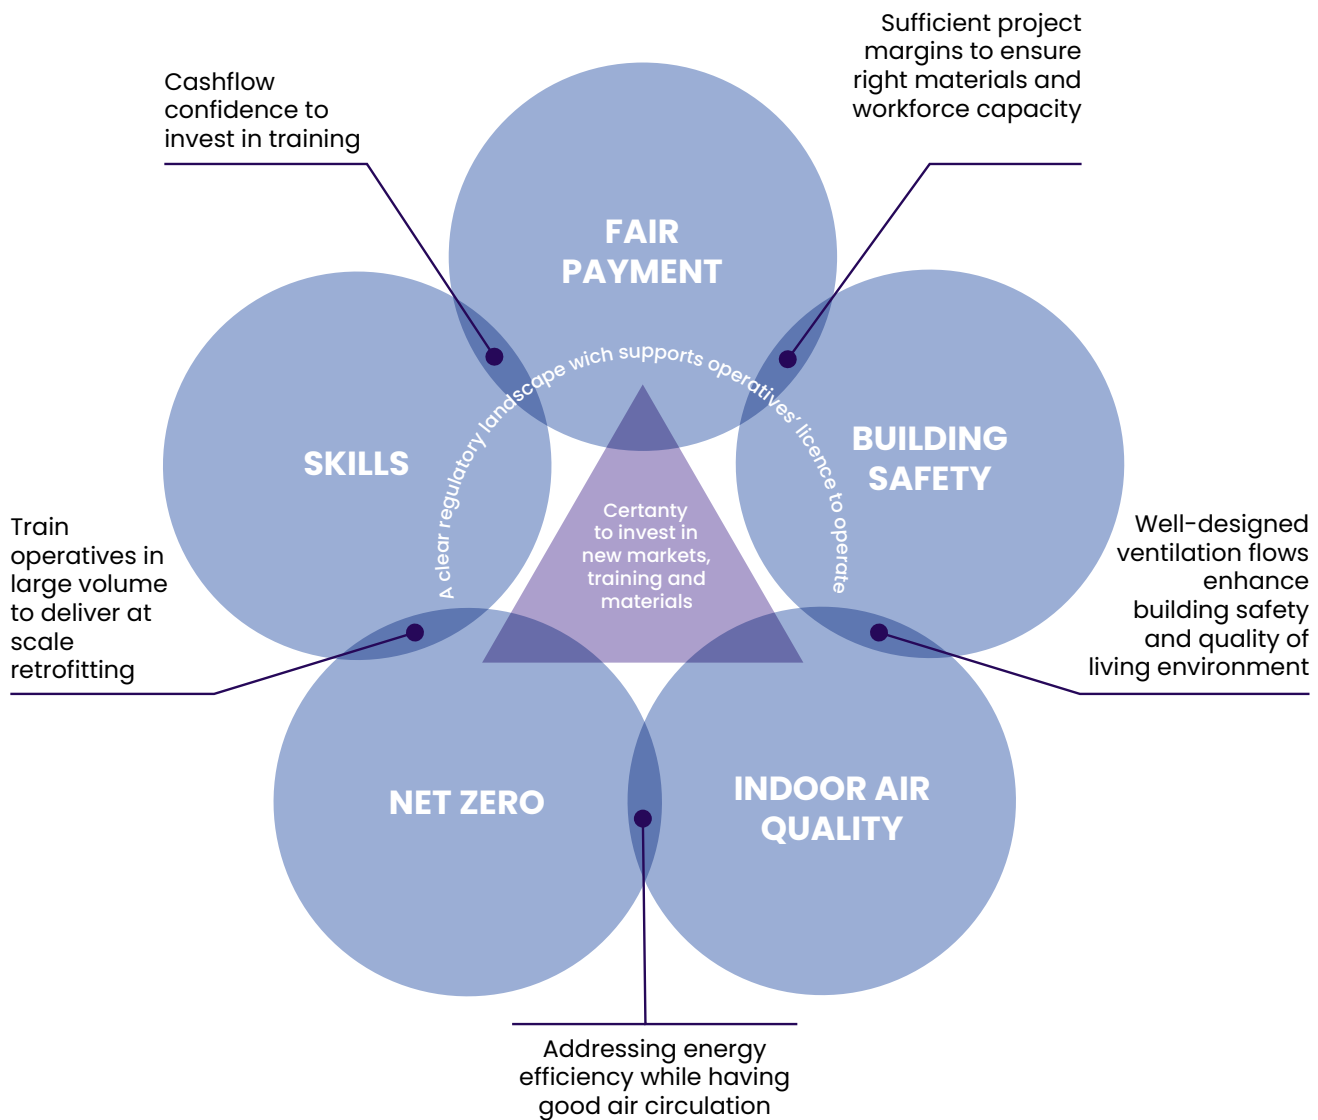 Sufficient project
margins to ensure
right materials and
workforce capacity
Cashflow
confidence to
invest in training
FAIR
PAYMENT
A clear regulatory landscape wich supports operatives' licence to operate
SKILLS
BUILDING
SAFETY
Certanty
to invest in
new markets,
training and
materials
Train
operatives in
large volume
to deliver at
scale
retrofitting
Well-designed
ventilation flows
enhance
building safety
and quality of
living environment
NET ZERO
INDOOR AIR
QUALITY
Addressing energy
efficiency while having
good air circulation